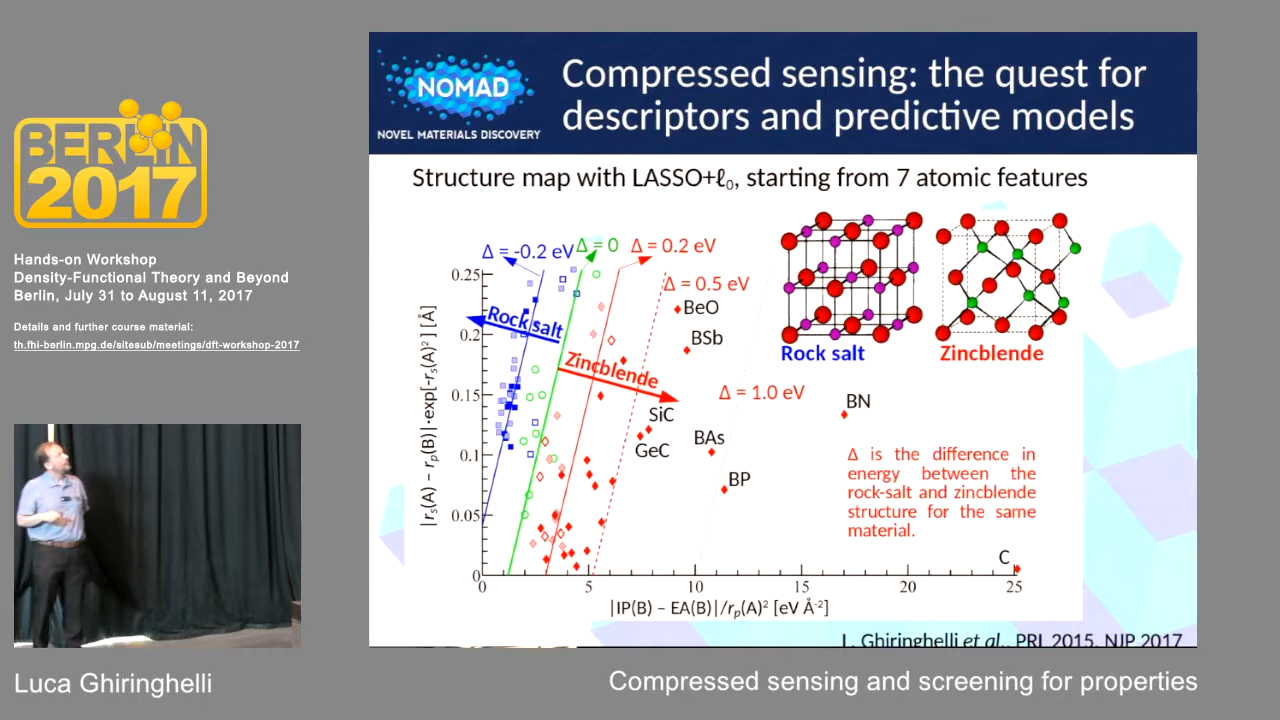 BERLIN
2017
Hands-on Workshop
Density-Functional Theory and Beyond
Berlin, July 31 to August 11, 2017
Details and further course material:
th.fhi-berlin.mpg.de/sitesub/meetings/dft-workshop-2017
Luca Ghiringhelli
NOMAD
NOVEL MATERIALS DISCOVERY
Compressed sensing: the quest for
descriptors and predictive models
Structure map with LASSO+ℓ₀, starting from 7 atomic features
Δ = -0.2 eV
Δ = 0
Δ = 0.2 eV
Δ = 0.5 eV
Δ = 1.0 eV
Rock salt
Zincblende
BeO
BSb
BN
SiC
GeC
BAs
BP
C
Rock salt
Zincblende
Δ is the difference in
energy between the
rock-salt and zincblende
structure for the same
material.
|rₛ(A) − rₚ(B)|·exp[-rₛ(A)²] [Å]
0.25
0.2
0.15
0.1
0.05
0
0 5 10 15 20 25
|IP(B) − EA(B)|/rₚ(A)² [eV Å⁻²]
L. Ghiringhelli et al., PRL 2015, NJP 2017
Compressed sensing and screening for properties